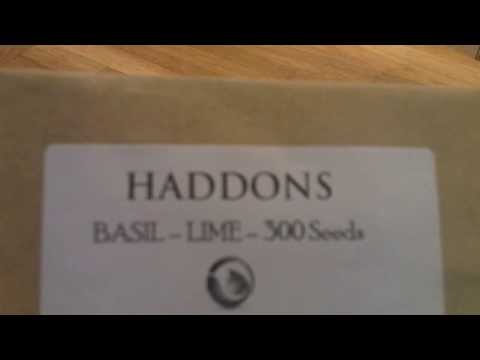 HADDONS
BASIL – LIME – 300 Seeds